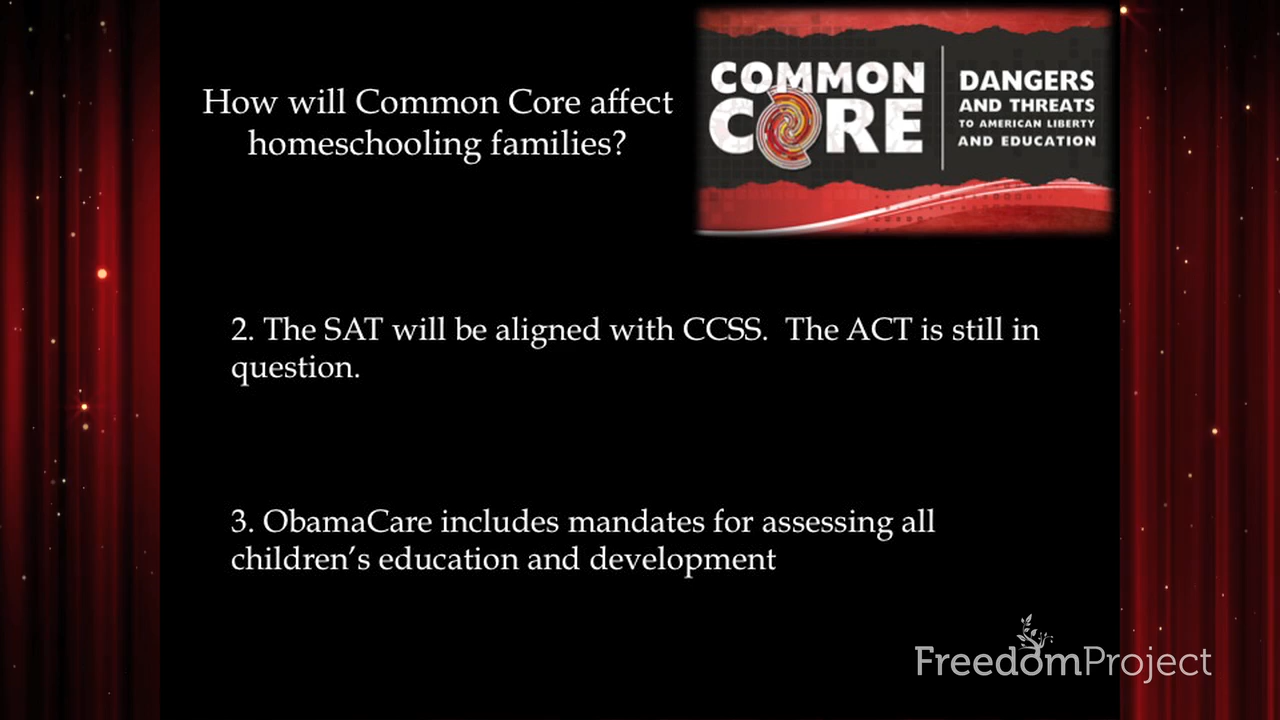 How will Common Core affect
homeschooling families?
COMMON
CORE
DANGERS
AND THREATS
TO AMERICAN LIBERTY
AND EDUCATION
2. The SAT will be aligned with CCSS.  The ACT is still in
question.
3. ObamaCare includes mandates for assessing all
children’s education and development
FreedomProject